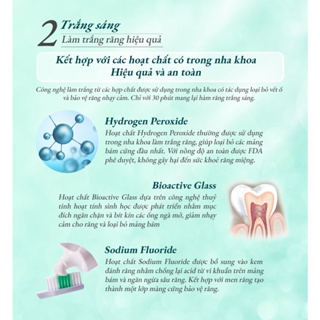 2
Trắng sáng
Làm trắng răng hiệu quả
Kết hợp với các hoạt chất có trong nha khoa
Hiệu quả và an toàn
Công nghệ làm trắng từ các hợp chất được sử dụng trong nha khoa có tác dụng loại bỏ vết ố
và bảo vệ răng nhạy cảm. Chỉ với 30 phút mang lại hàm răng trắng sáng.
Hydrogen Peroxide
Hoạt chất Hydrogen Peroxide thường được sử dụng
trong nha khoa làm trắng răng, giúp loại bỏ các mảng
bám cứng đầu nhất. Với nồng độ an toàn được FDA
phê duyệt, không gây hại đến sức khoẻ răng miệng.
Bioactive Glass
Hoạt chất Bioactive Glass dựa trên công nghệ thuỷ
tinh hoạt tính sinh học được phát triển nhằm mục
đích ngăn chặn và bít kín các ống ngà mở, giảm nhạy
cảm cho răng và loại bỏ mảng bám
Sodium Fluoride
Hoạt chất Sodium Fluoride được bổ sung vào kem
đánh răng nhằm chống lại acid từ vi khuẩn trên mảng
bám và ngăn ngừa sâu răng. Kết hợp với men răng tạo
thành một lớp màng cứng bảo vệ răng.